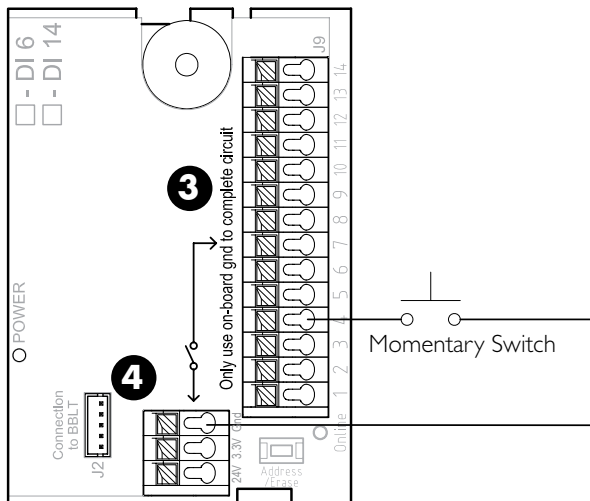 ☐ - DI 6
☐ - DI 14
J9
14
13
12
11
10
9
8
7
6
5
4
3
2
1
3
Only use on-board gnd to complete circuit
POWER
Momentary Switch
4
Connection
to BBLT
J2
24V 3.3V Gnd
Online
Address
/Erase